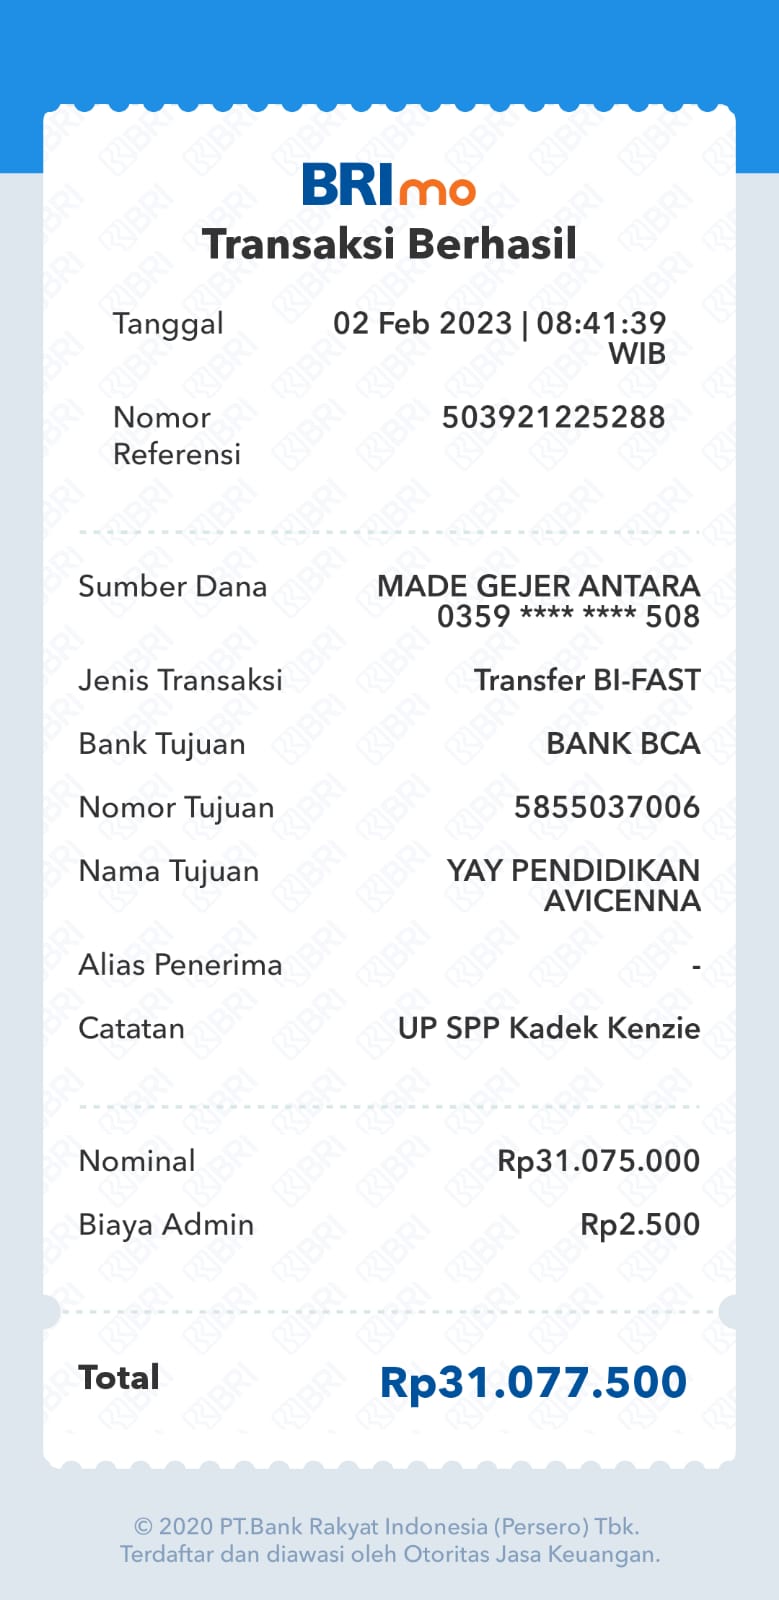 BRImo
Transaksi Berhasil
Tanggal 02 Feb 2023 | 08:41:39
WIB
Nomor 503921225288
Referensi
Sumber Dana MADE GEJER ANTARA
0359 **** **** 508
Jenis Transaksi Transfer BI-FAST
Bank Tujuan BANK BCA
Nomor Tujuan 5855037006
Nama Tujuan YAY PENDIDIKAN
AVICENNA
Alias Penerima -
Catatan UP SPP Kadek Kenzie
Nominal Rp31.075.000
Biaya Admin Rp2.500
Total Rp31.077.500
© 2020 PT.Bank Rakyat Indonesia (Persero) Tbk.
Terdaftar dan diawasi oleh Otoritas Jasa Keuangan.